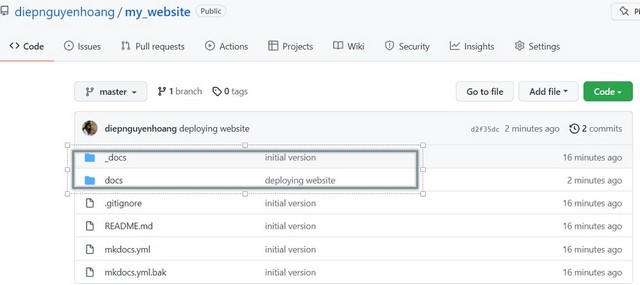 diepnguyenhoang / my_website Public
Code Issues Pull requests Actions Projects Wiki Security Insights Settings
master 1 branch 0 tags Go to file Add file Code
diepnguyenhoang deploying website d2f35dc 2 minutes ago 2 commits
_docs initial version 16 minutes ago
docs deploying website 2 minutes ago
.gitignore initial version 16 minutes ago
README.md initial version 16 minutes ago
mkdocs.yml initial version 16 minutes ago
mkdocs.yml.bak initial version 16 minutes ago